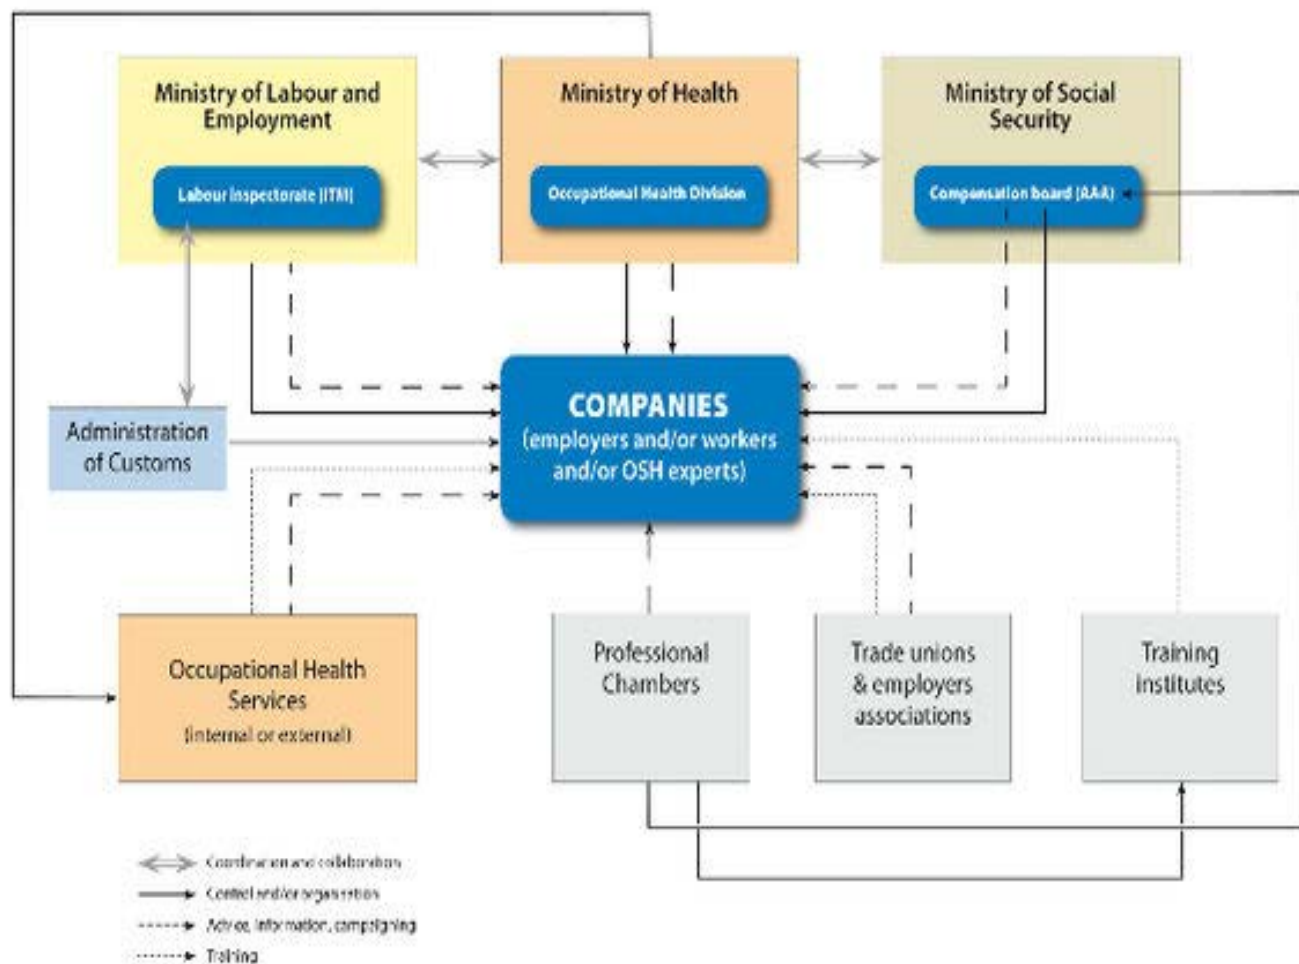 Ministry of Labour and
Employment
Labour inspectorate (ITM)
Ministry of Health
Occupational Health Division
Ministry of Social
Security
Compensation board (AAA)
COMPANIES
(employers and/or workers
and/or OSH experts)
Administration
of Customs
Occupational Health
Services
(internal or external)
Professional
Chambers
Trade unions
& employers
associations
Training
institutes
Coordination and collaboration
Control and/or organisation
Advice, information, campaigning
Training